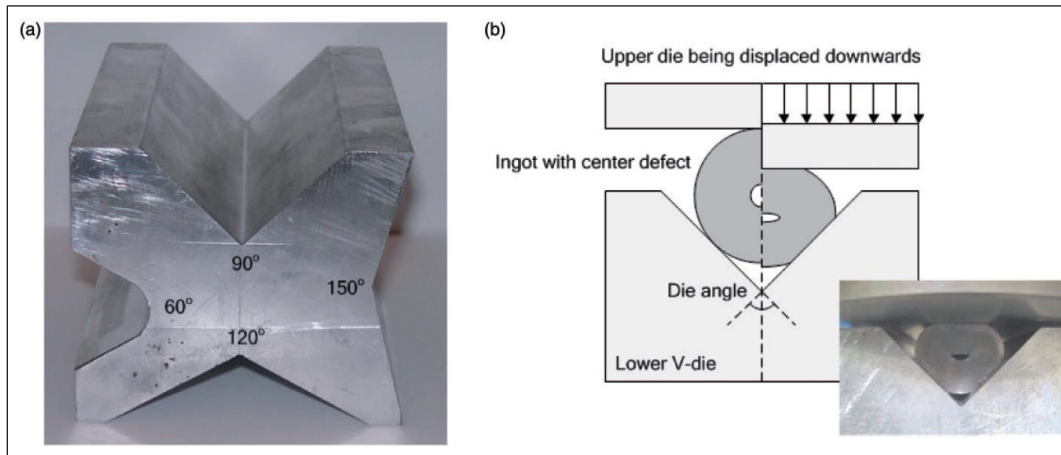 (a)
90°
60°
150°
120°
(b)
Upper die being displaced downwards
Ingot with center defect
Die angle
Lower V-die